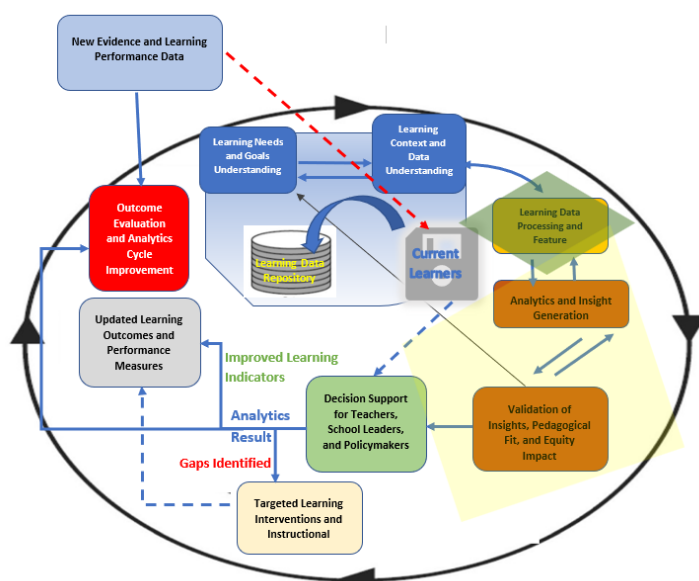 New Evidence and Learning
Performance Data
Learning Needs
and Goals
Understanding
Learning
Context and
Data
Understanding
Outcome
Evaluation
and Analytics
Cycle
Improvement
Learning Data
Repository
Current
Learners
Learning Data
Processing and
Feature
Analytics and Insight
Generation
Updated Learning
Outcomes and
Performance
Measures
Improved Learning
Indicators
Analytics
Result
Gaps Identified
Decision Support
for Teachers,
School Leaders,
and Policymakers
Validation of
Insights, Pedagogical
Fit, and Equity
Impact
Targeted Learning
Interventions and
Instructional